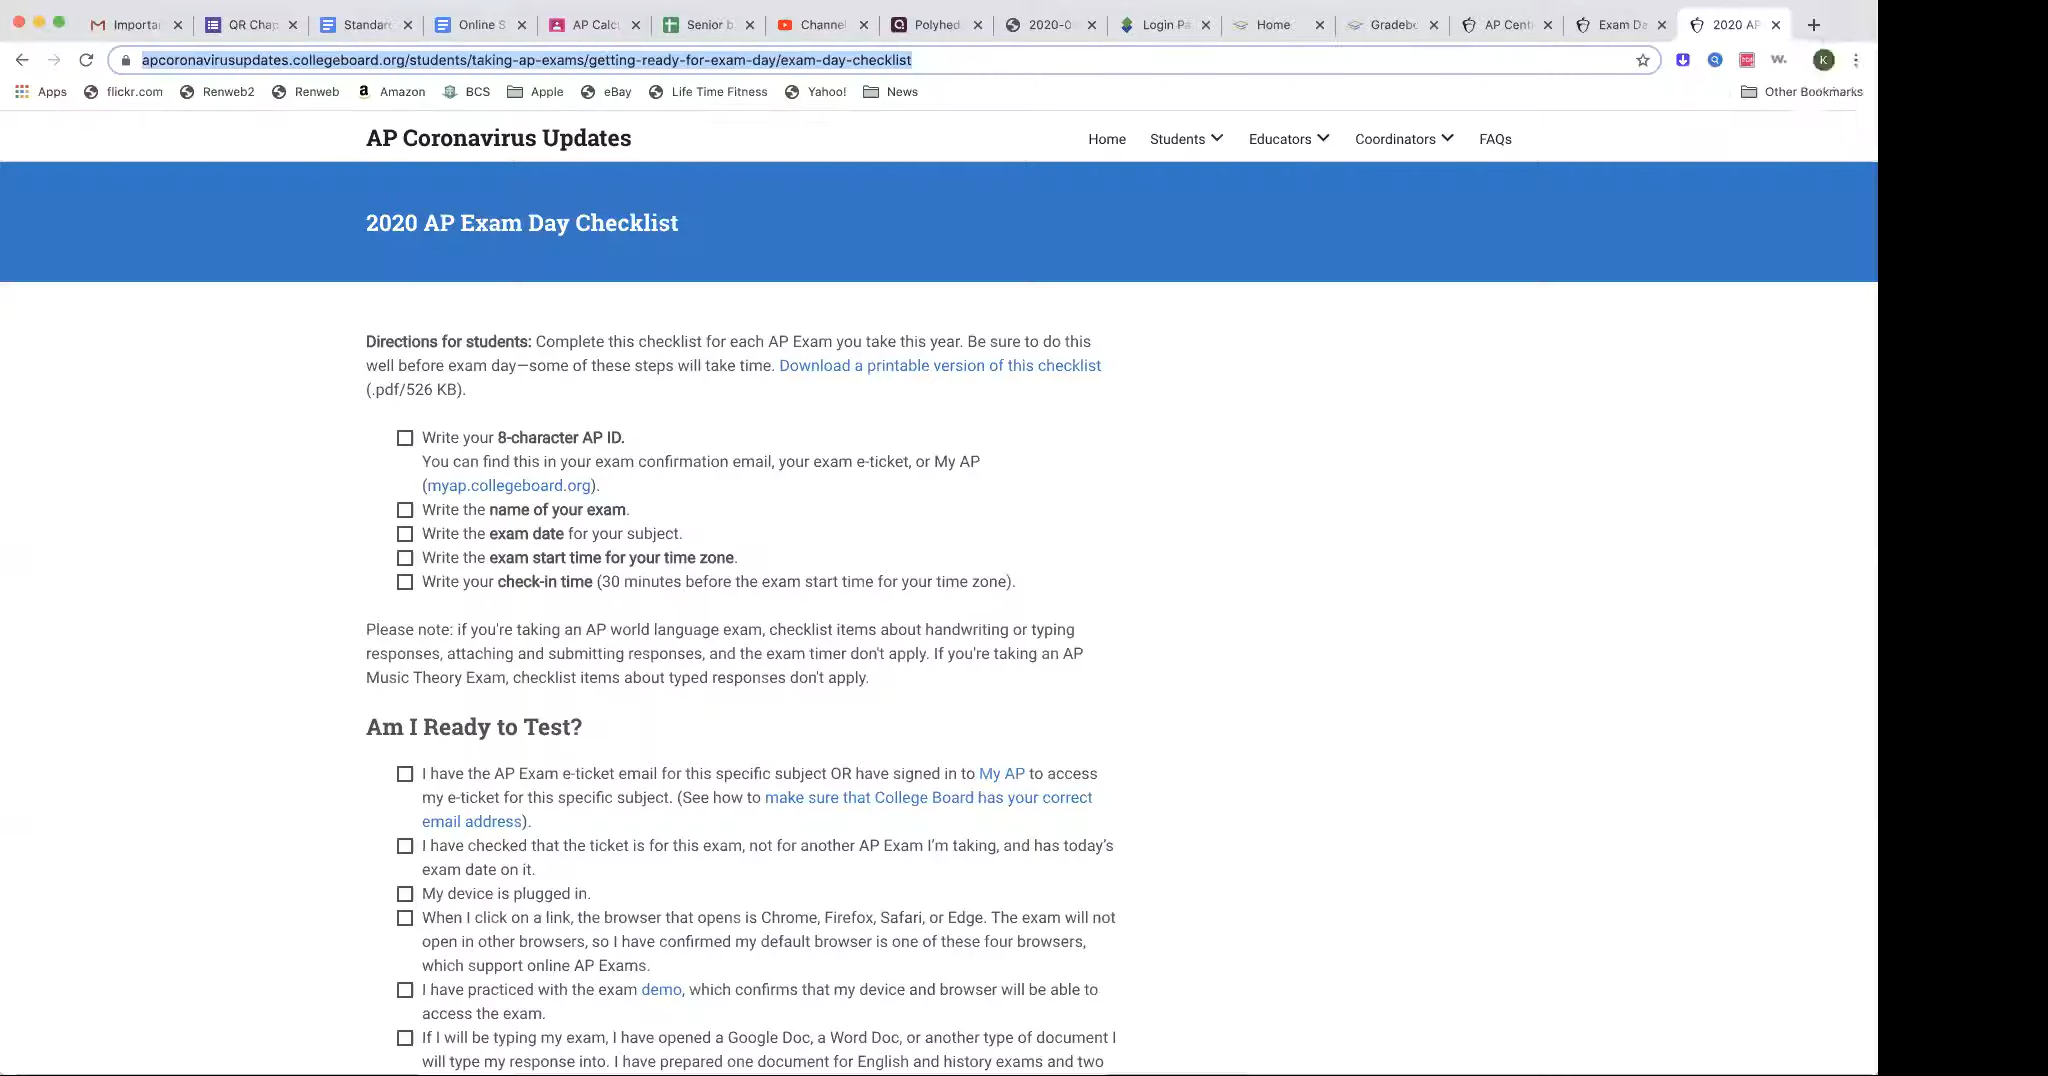 Importa
QR Chap
Standar
Online S
AP Calc
Senior b
Channe
Polyhed
2020-0
Login Pa
Home
Gradeb
AP Cent
Exam Da
2020 AP
apcoronavirusupdates.collegeboard.org/students/taking-ap-exams/getting-ready-for-exam-day/exam-day-checklist
K
Apps flickr.com Renweb2 Renweb Amazon BCS Apple eBay Life Time Fitness Yahoo! News Other Bookmarks
AP Coronavirus Updates
Home Students Educators Coordinators FAQs
2020 AP Exam Day Checklist
Directions for students: Complete this checklist for each AP Exam you take this year. Be sure to do this
well before exam day—some of these steps will take time. Download a printable version of this checklist
(.pdf/526 KB).
Write your 8-character AP ID.
You can find this in your exam confirmation email, your exam e-ticket, or My AP
(myap.collegeboard.org).
Write the name of your exam.
Write the exam date for your subject.
Write the exam start time for your time zone.
Write your check-in time (30 minutes before the exam start time for your time zone).
Please note: if you're taking an AP world language exam, checklist items about handwriting or typing
responses, attaching and submitting responses, and the exam timer don't apply. If you're taking an AP
Music Theory Exam, checklist items about typed responses don't apply.
Am I Ready to Test?
I have the AP Exam e-ticket email for this specific subject OR have signed in to My AP to access
my e-ticket for this specific subject. (See how to make sure that College Board has your correct
email address).
I have checked that the ticket is for this exam, not for another AP Exam I’m taking, and has today’s
exam date on it.
My device is plugged in.
When I click on a link, the browser that opens is Chrome, Firefox, Safari, or Edge. The exam will not
open in other browsers, so I have confirmed my default browser is one of these four browsers,
which support online AP Exams.
I have practiced with the exam demo, which confirms that my device and browser will be able to
access the exam.
If I will be typing my exam, I have opened a Google Doc, a Word Doc, or another type of document I
will type my response into. I have prepared one document for English and history exams and two